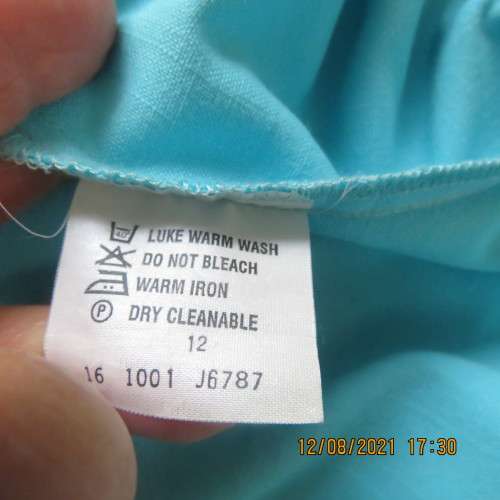 40° LUKE WARM WASH
DO NOT BLEACH
WARM IRON
P DRY CLEANABLE
12
16 1001 J6787
12/08/2021 17:30